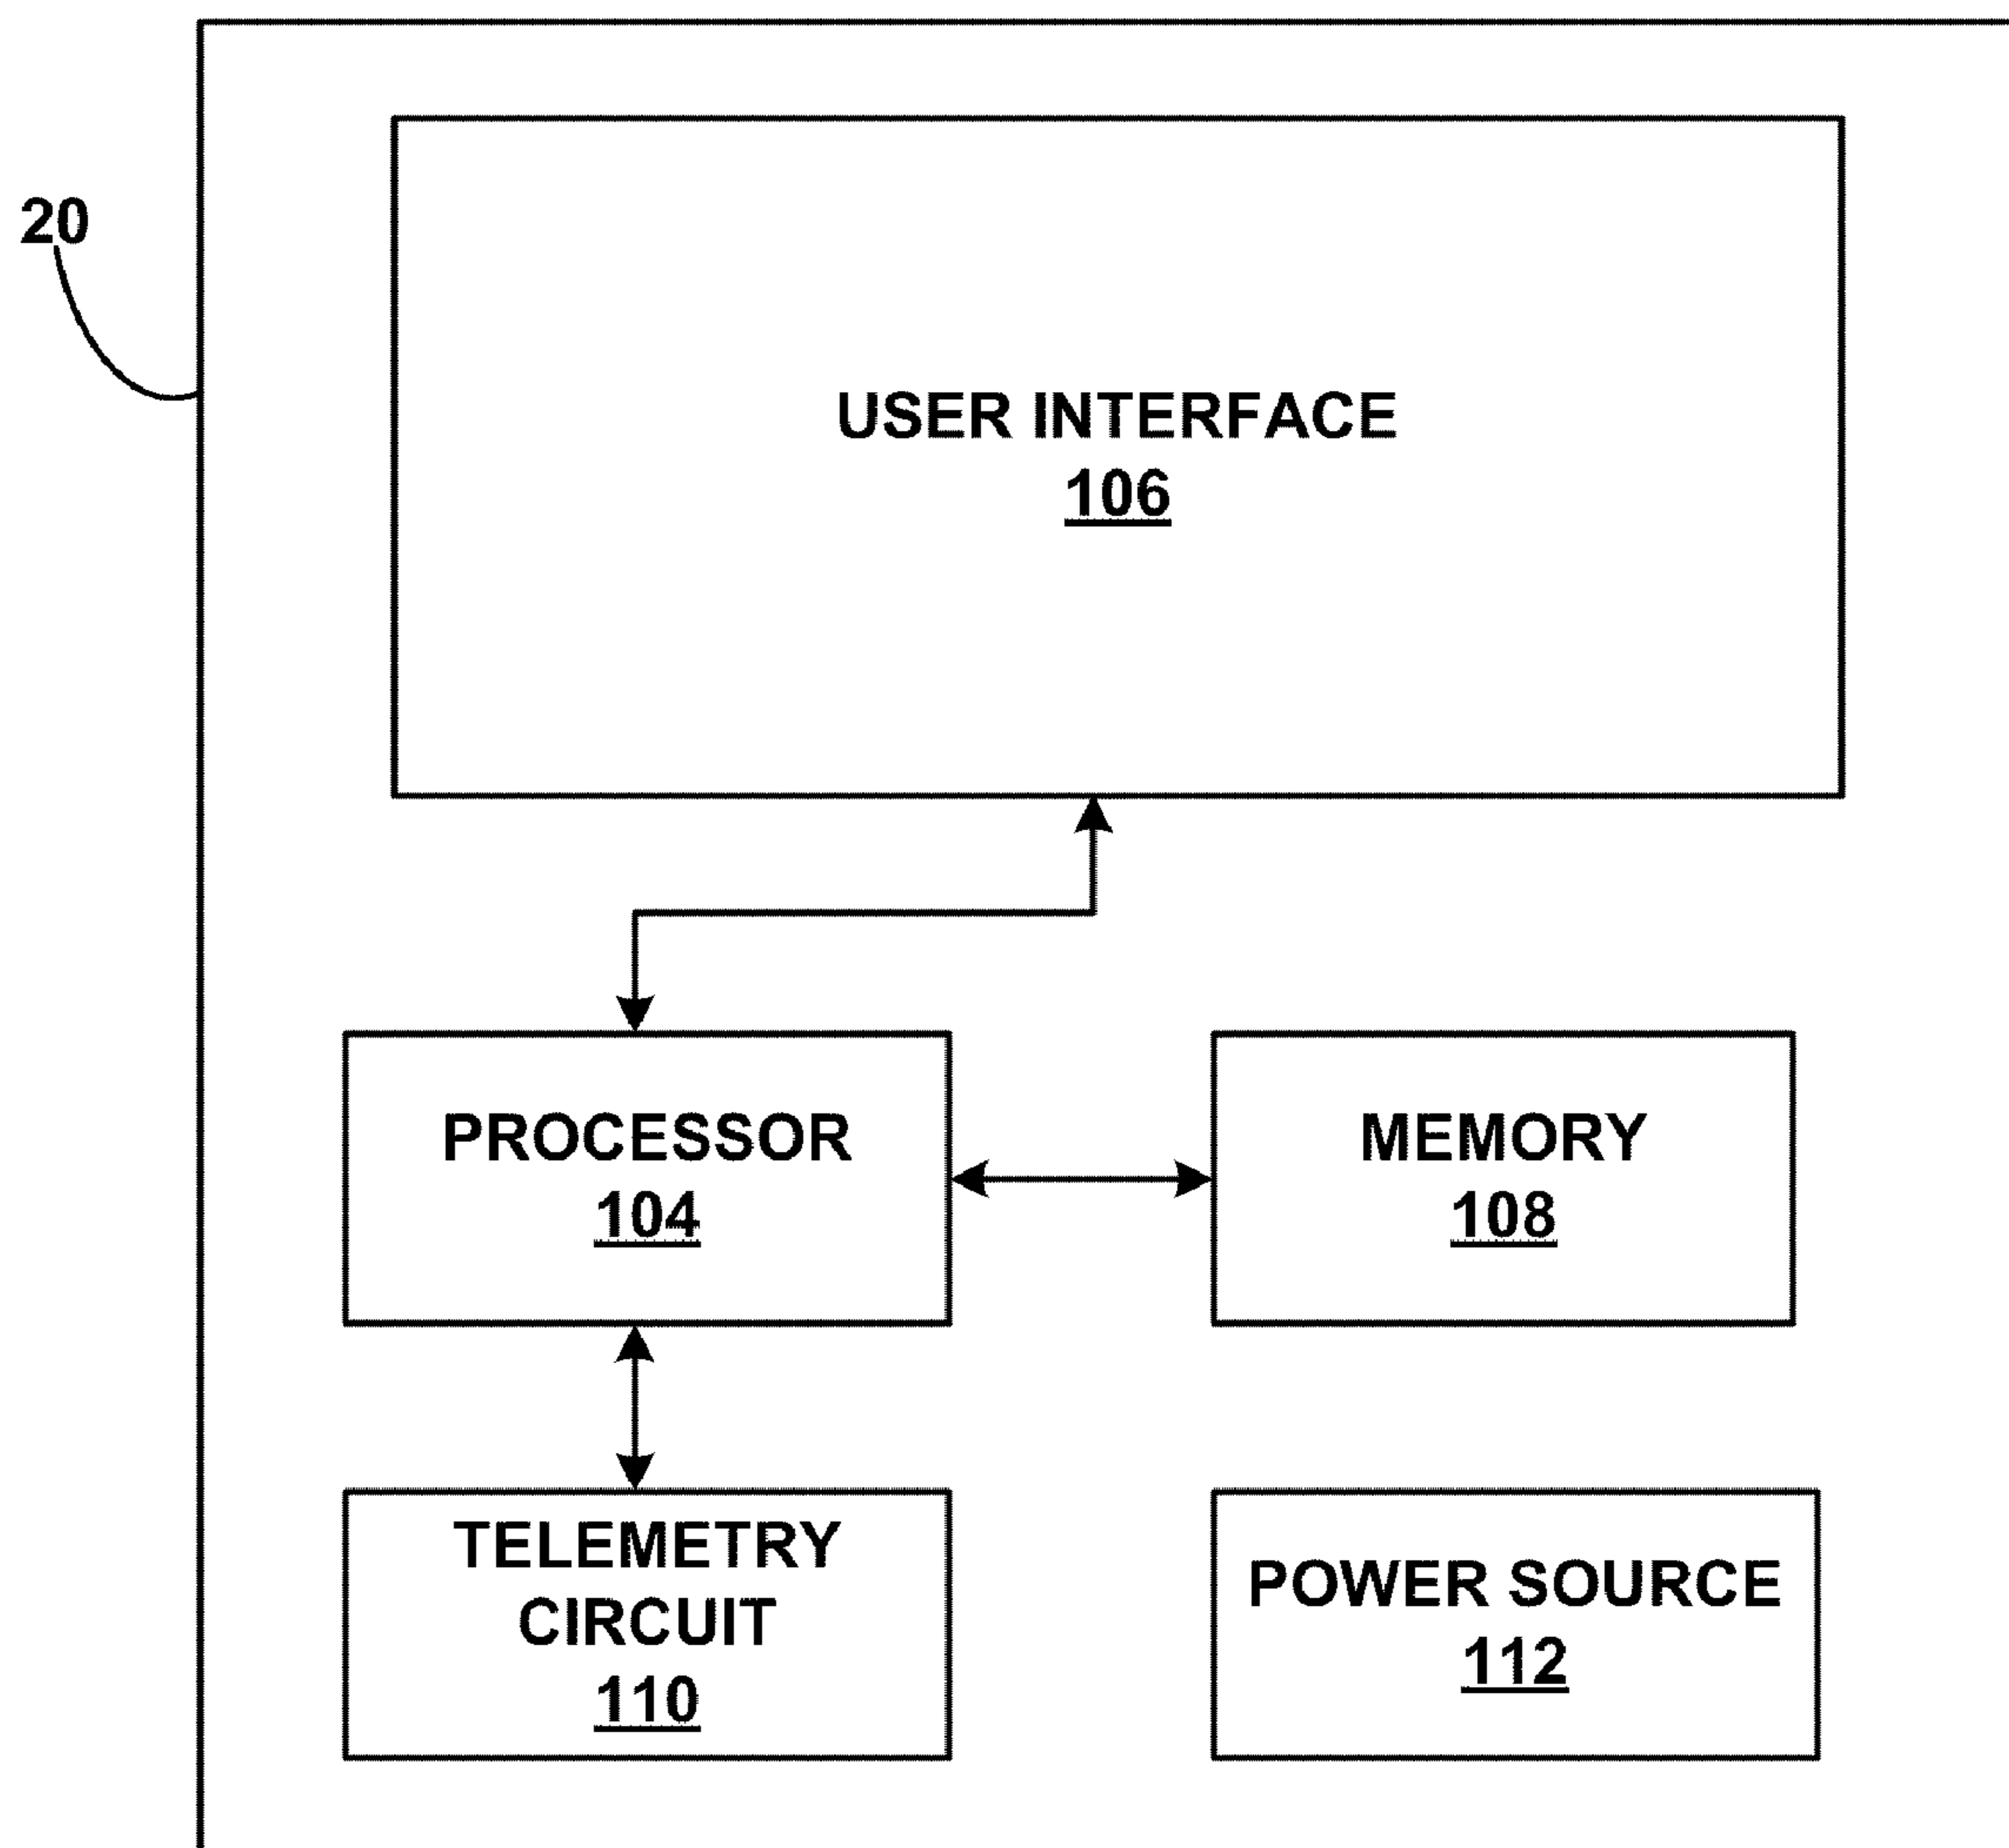 20
USER INTERFACE
106
PROCESSOR
104
MEMORY
108
TELEMETRY
CIRCUIT
110
POWER SOURCE
112